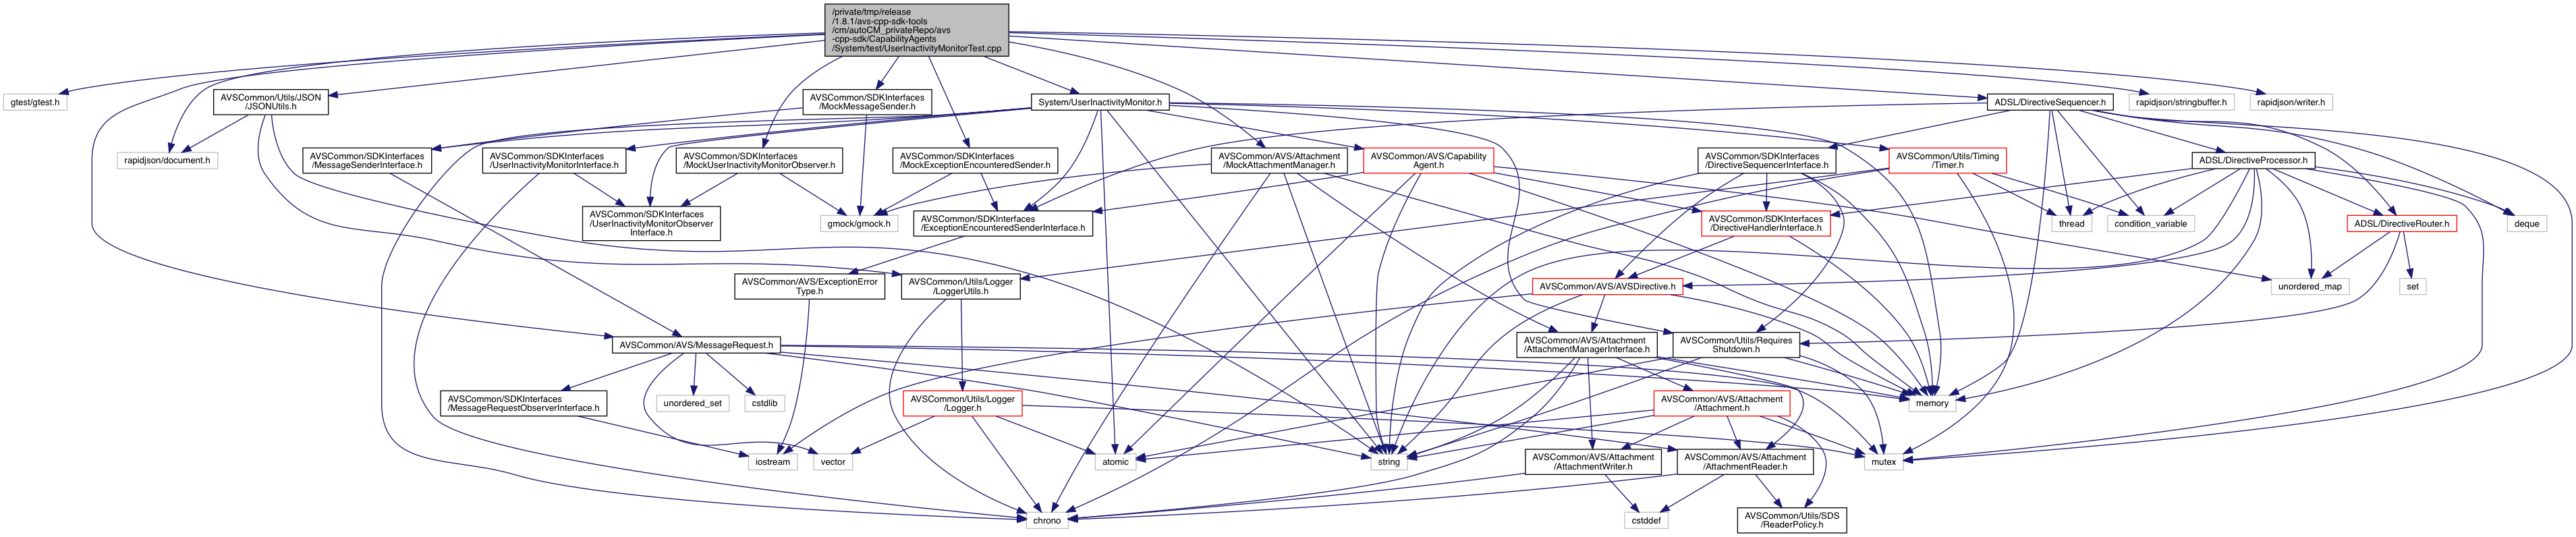 /private/tmp/release
/1.8.1/avs-cpp-sdk-tools
/cm/autoCM_privateRepo/avs
-cpp-sdk/CapabilityAgents
/System/test/UserInactivityMonitorTest.cpp
gtest/gtest.h
AVSCommon/Utils/JSON
/JSONUtils.h
AVSCommon/SDKInterfaces
/MockMessageSender.h
System/UserInactivityMonitor.h
ADSL/DirectiveSequencer.h
rapidjson/stringbuffer.h
rapidjson/writer.h
rapidjson/document.h
AVSCommon/SDKInterfaces
/MessageSenderInterface.h
AVSCommon/SDKInterfaces
/UserInactivityMonitorInterface.h
AVSCommon/SDKInterfaces
/MockUserInactivityMonitorObserver.h
AVSCommon/SDKInterfaces
/MockExceptionEncounteredSender.h
AVSCommon/AVS/Attachment
/MockAttachmentManager.h
AVSCommon/AVS/Capability
Agent.h
AVSCommon/SDKInterfaces
/DirectiveSequencerInterface.h
AVSCommon/Utils/Timing
/Timer.h
ADSL/DirectiveProcessor.h
AVSCommon/SDKInterfaces
/UserInactivityMonitorObserver
Interface.h
gmock/gmock.h
AVSCommon/SDKInterfaces
/ExceptionEncounteredSenderInterface.h
AVSCommon/SDKInterfaces
/DirectiveHandlerInterface.h
thread
condition_variable
ADSL/DirectiveRouter.h
deque
AVSCommon/AVS/ExceptionError
Type.h
AVSCommon/Utils/Logger
/LoggerUtils.h
AVSCommon/AVS/AVSDirective.h
unordered_map
set
AVSCommon/AVS/MessageRequest.h
AVSCommon/AVS/Attachment
/AttachmentManagerInterface.h
AVSCommon/Utils/Requires
Shutdown.h
AVSCommon/SDKInterfaces
/MessageRequestObserverInterface.h
unordered_set
cstdlib
AVSCommon/Utils/Logger
/Logger.h
AVSCommon/AVS/Attachment
/Attachment.h
memory
iostream
vector
atomic
string
AVSCommon/AVS/Attachment
/AttachmentWriter.h
AVSCommon/AVS/Attachment
/AttachmentReader.h
mutex
chrono
cstddef
AVSCommon/Utils/SDS
/ReaderPolicy.h